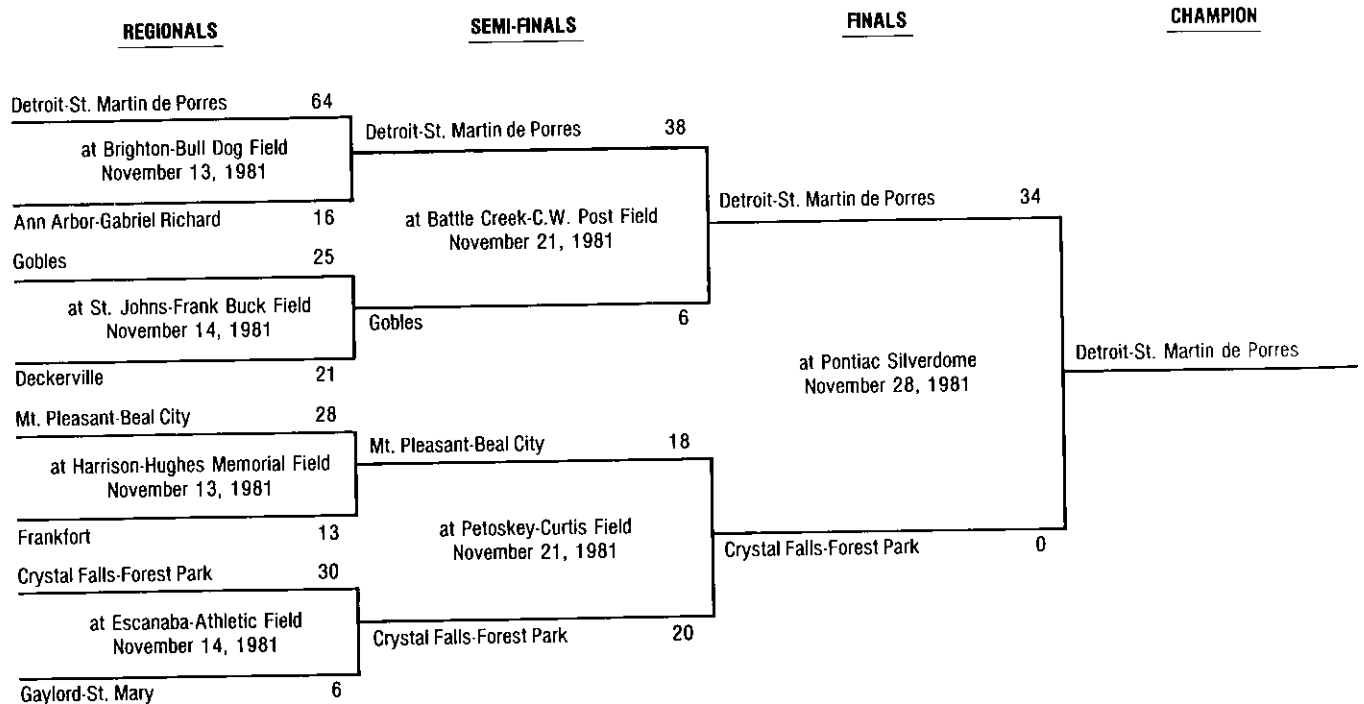 REGIONALS
SEMI-FINALS
FINALS
CHAMPION
Detroit-St. Martin de Porres 64
at Brighton-Bull Dog Field
November 13, 1981
Ann Arbor-Gabriel Richard 16
Gobles 25
at St. Johns-Frank Buck Field
November 14, 1981
Deckerville 21
Mt. Pleasant-Beal City 28
at Harrison-Hughes Memorial Field
November 13, 1981
Frankfort 13
Crystal Falls-Forest Park 30
at Escanaba-Athletic Field
November 14, 1981
Gaylord-St. Mary 6
Detroit-St. Martin de Porres 38
at Battle Creek-C.W. Post Field
November 21, 1981
Gobles 6
Mt. Pleasant-Beal City 18
at Petoskey-Curtis Field
November 21, 1981
Crystal Falls-Forest Park 20
Detroit-St. Martin de Porres 34
at Pontiac Silverdome
November 28, 1981
Crystal Falls-Forest Park 0
Detroit-St. Martin de Porres